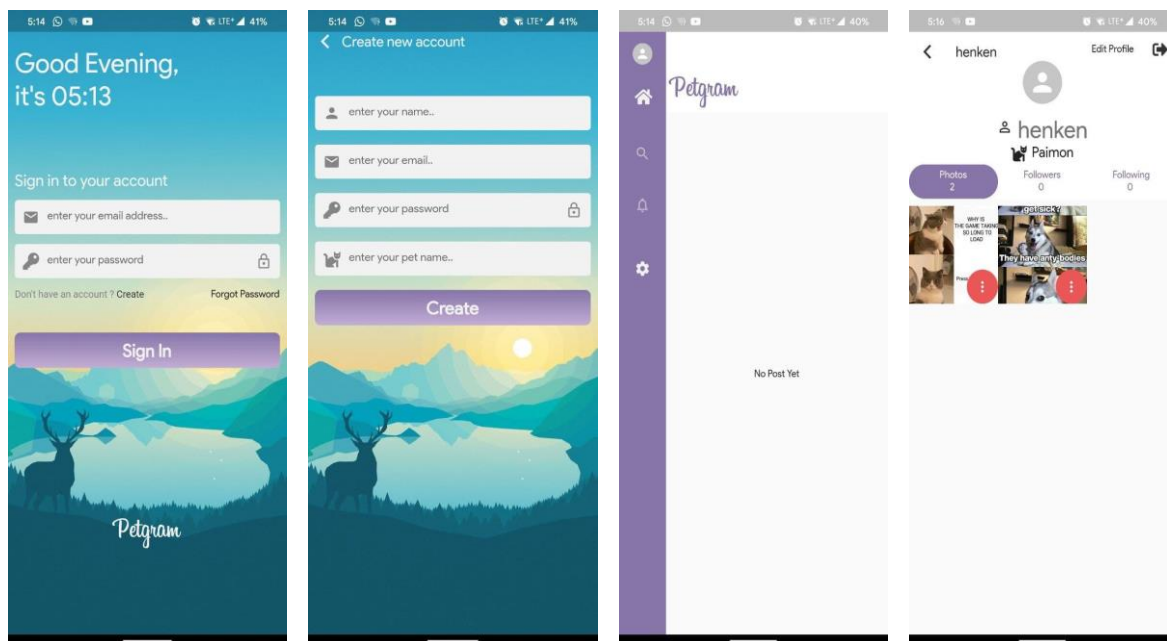 5:14
LTE+
41%
Good Evening,
it's 05:13
Sign in to your account
enter your email address..
enter your password
Don't have an account ? Create
Forgot Password
Sign In
Petgram
5:14
LTE+
41%
Create new account
enter your name..
enter your email..
enter your password
enter your pet name..
Create
5:14
LTE+
40%
Petgram
No Post Yet
5:16
LTE+
40%
henken
Edit Profile
henken
Paimon
Photos
2
Followers
0
Following
0
WHY IS
THE GAME TAKING
SO LONG TO
LOAD
get sick?
They have anty-bodies